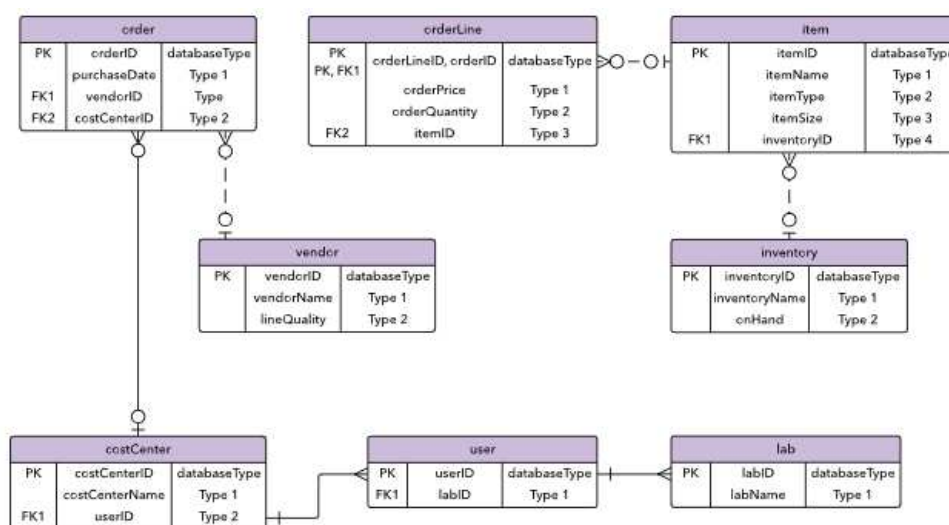 order
PK orderID databaseType
purchaseDate Type 1
FK1 vendorID Type
FK2 costCenterID Type 2
orderLine
PK
PK, FK1 orderLineID, orderID databaseType
orderPrice Type 1
orderQuantity Type 2
FK2 itemID Type 3
item
PK itemID databaseType
itemName Type 1
itemType Type 2
itemSize Type 3
FK1 inventoryID Type 4
vendor
PK vendorID databaseType
vendorName Type 1
lineQuality Type 2
inventory
PK inventoryID databaseType
inventoryName Type 1
onHand Type 2
costCenter
PK costCenterID databaseType
costCenterName Type 1
FK1 userID Type 2
user
PK userID databaseType
FK1 labID Type 1
lab
PK labID databaseType
labName Type 1